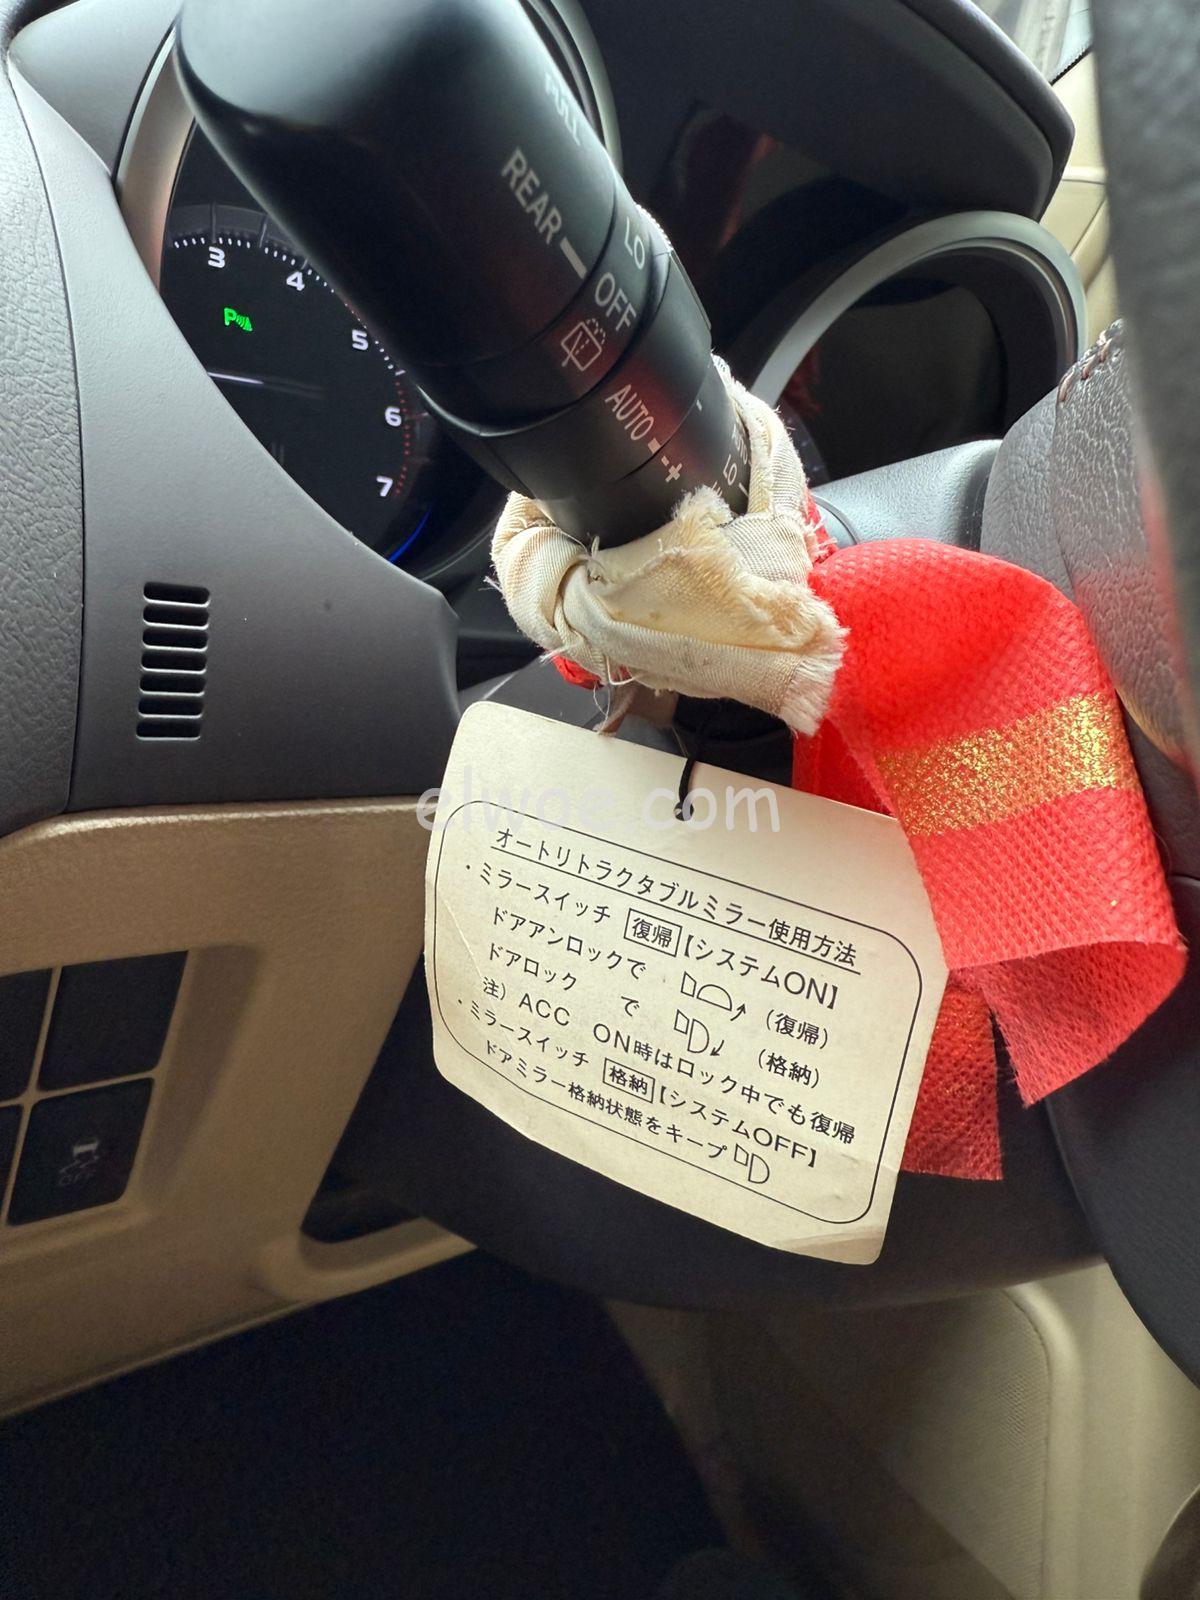 PULL
REAR
LO
OFF
AUTO
- +
LO
3
4
5
6
7
P
OFF
elwoe.com
オートリトラクタブルミラー使用方法
・ミラースイッチ 復帰【システムON】
ドアアンロックで (復帰)
ドアロック で (格納)
注) ACC ON時はロック中でも復帰
・ミラースイッチ 格納【システムOFF】
ドアミラー格納状態をキープ